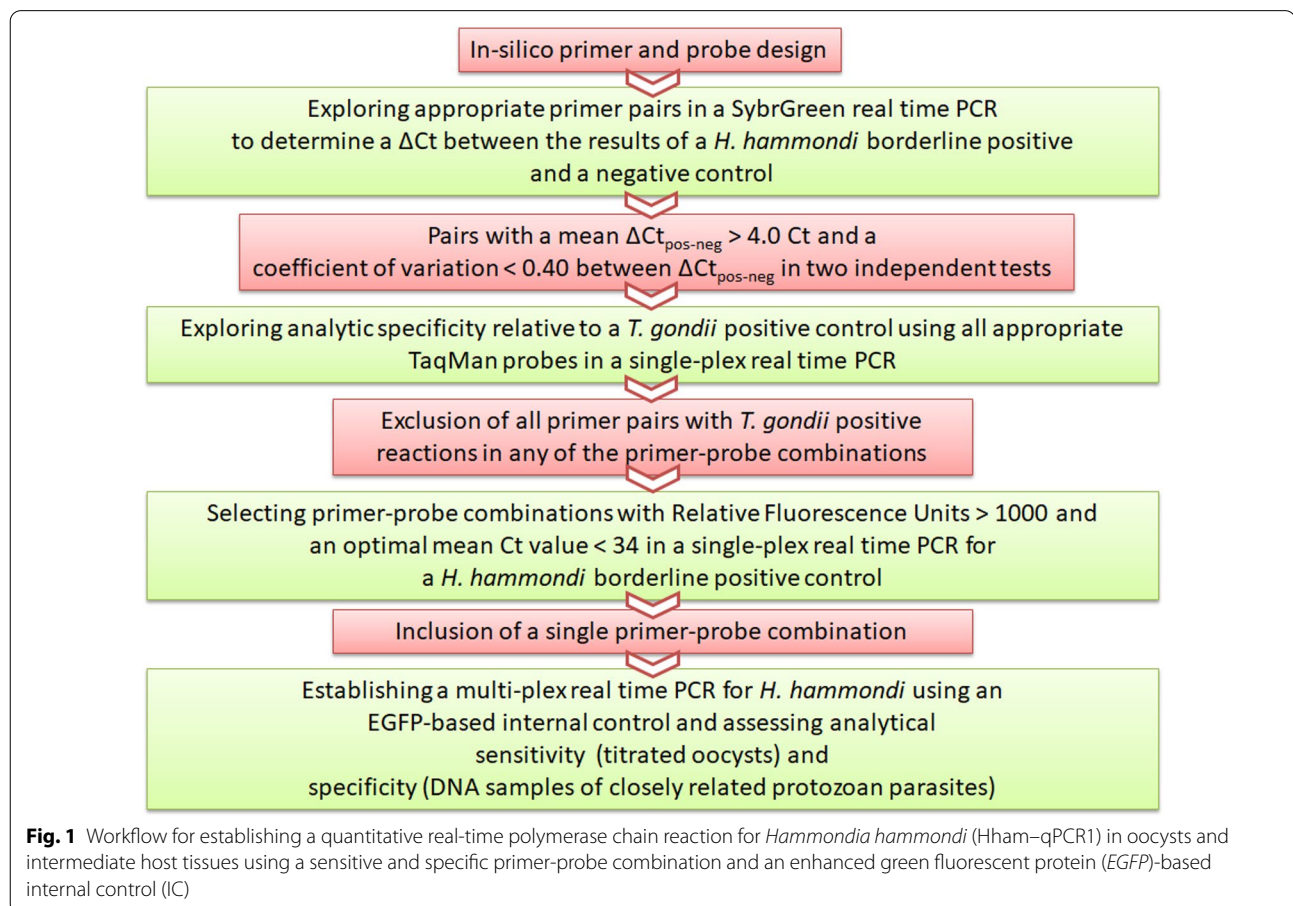 In-silico primer and probe design
Exploring appropriate primer pairs in a SybrGreen real time PCR
to determine a ΔCt between the results of a H. hammondi borderline positive
and a negative control
Pairs with a mean ΔCtpos-neg > 4.0 Ct and a
coefficient of variation < 0.40 between ΔCtpos-neg in two independent tests
Exploring analytic specificity relative to a T. gondii positive control using all appropriate
TaqMan probes in a single-plex real time PCR
Exclusion of all primer pairs with T. gondii positive
reactions in any of the primer-probe combinations
Selecting primer-probe combinations with Relative Fluorescence Units > 1000 and
an optimal mean Ct value < 34 in a single-plex real time PCR for
a H. hammondi borderline positive control
Inclusion of a single primer-probe combination
Establishing a multi-plex real time PCR for H. hammondi using an
EGFP-based internal control and assessing analytical
sensitivity (titrated oocysts) and
specificity (DNA samples of closely related protozoan parasites)
Fig. 1 Workflow for establishing a quantitative real-time polymerase chain reaction for Hammondia hammondi (Hham–qPCR1) in oocysts and
intermediate host tissues using a sensitive and specific primer-probe combination and an enhanced green fluorescent protein (EGFP)-based
internal control (IC)